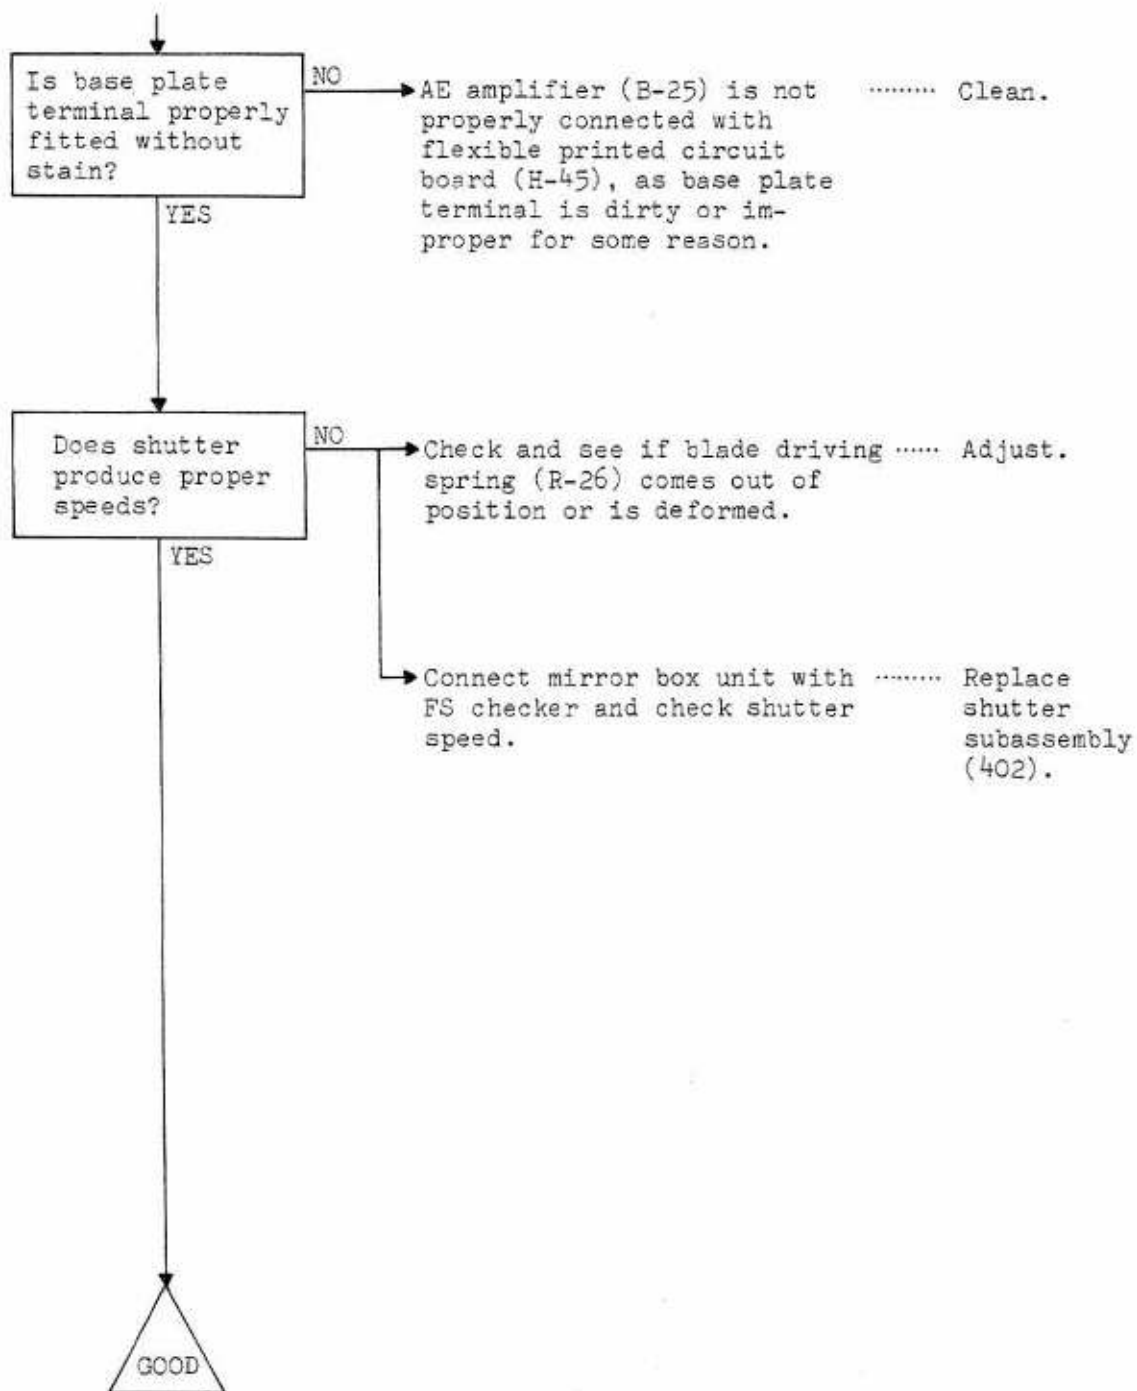 Is base plate
terminal properly
fitted without
stain?
NO
AE amplifier (B-25) is not ......... Clean.
properly connected with
flexible printed circuit
board (H-45), as base plate
terminal is dirty or im-
proper for some reason.
YES
Does shutter
produce proper
speeds?
NO
Check and see if blade driving ...... Adjust.
spring (R-26) comes out of
position or is deformed.
YES
Connect mirror box unit with ......... Replace
FS checker and check shutter shutter
speed. subassembly
(402).
GOOD